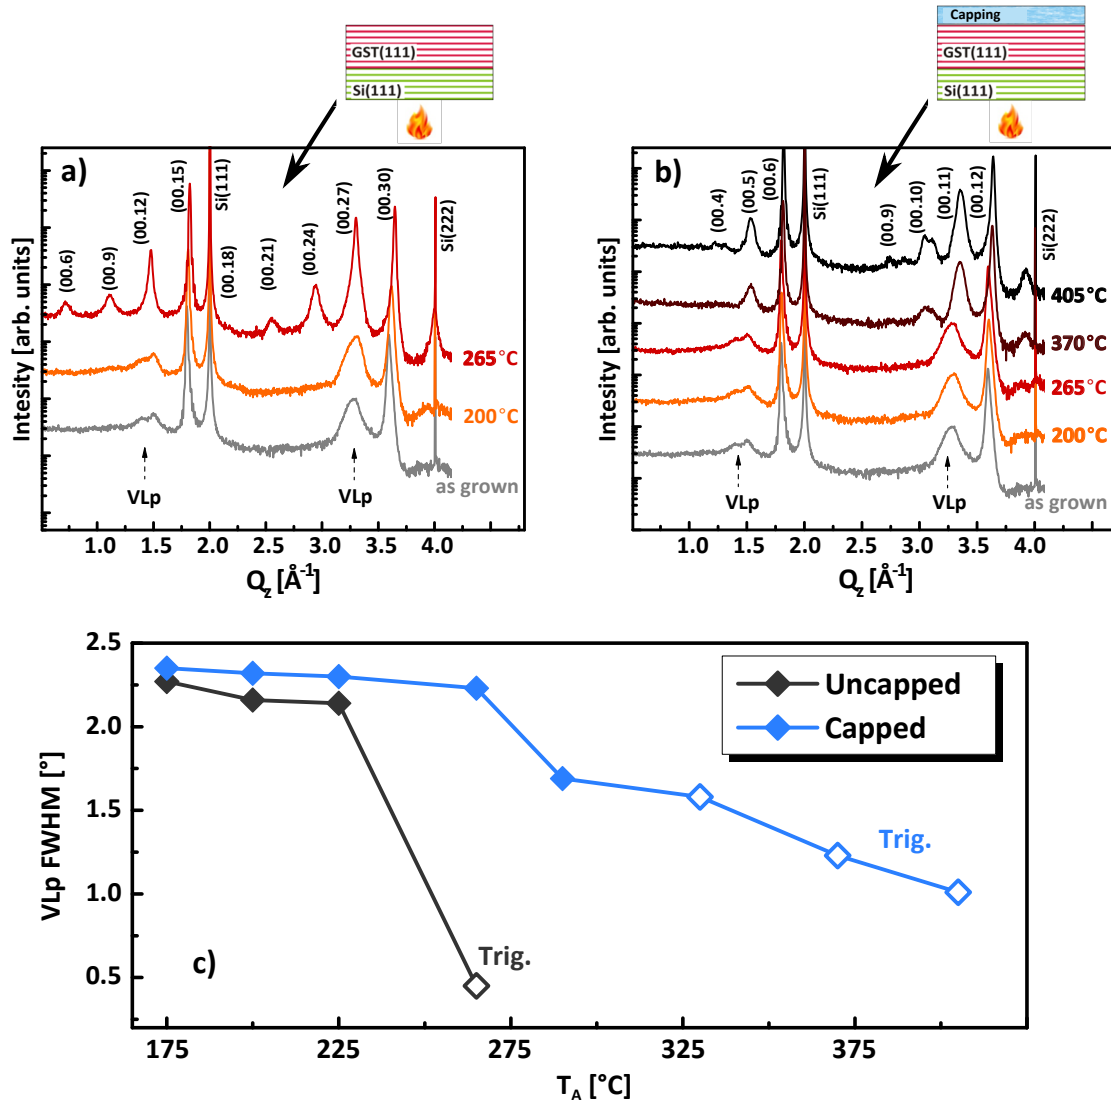 GST(111)
Si(111)
Capping
GST(111)
Si(111)
a)
(00.6)
(00.9)
(00.12)
(00.15)
Si(111)
(00.18)
(00.21)
(00.24)
(00.27)
(00.30)
Si(222)
265°C
200°C
as grown
VLp
VLp
Intesity [arb. units]
1.0 1.5 2.0 2.5 3.0 3.5 4.0
Qz [Å-1]
b)
(00.4)
(00.5)
(00.6)
Si(111)
(00.9)
(00.10)
(00.11)
(00.12)
Si(222)
405°C
370°C
265°C
200°C
as grown
VLp
VLp
Intesity [arb. units]
1.0 1.5 2.0 2.5 3.0 3.5 4.0
Qz [Å-1]
2.5
2.0
1.5
1.0
0.5
VLp FWHM [°]
Uncapped
Capped
Trig.
Trig.
c)
175 225 275 325 375
TA [°C]